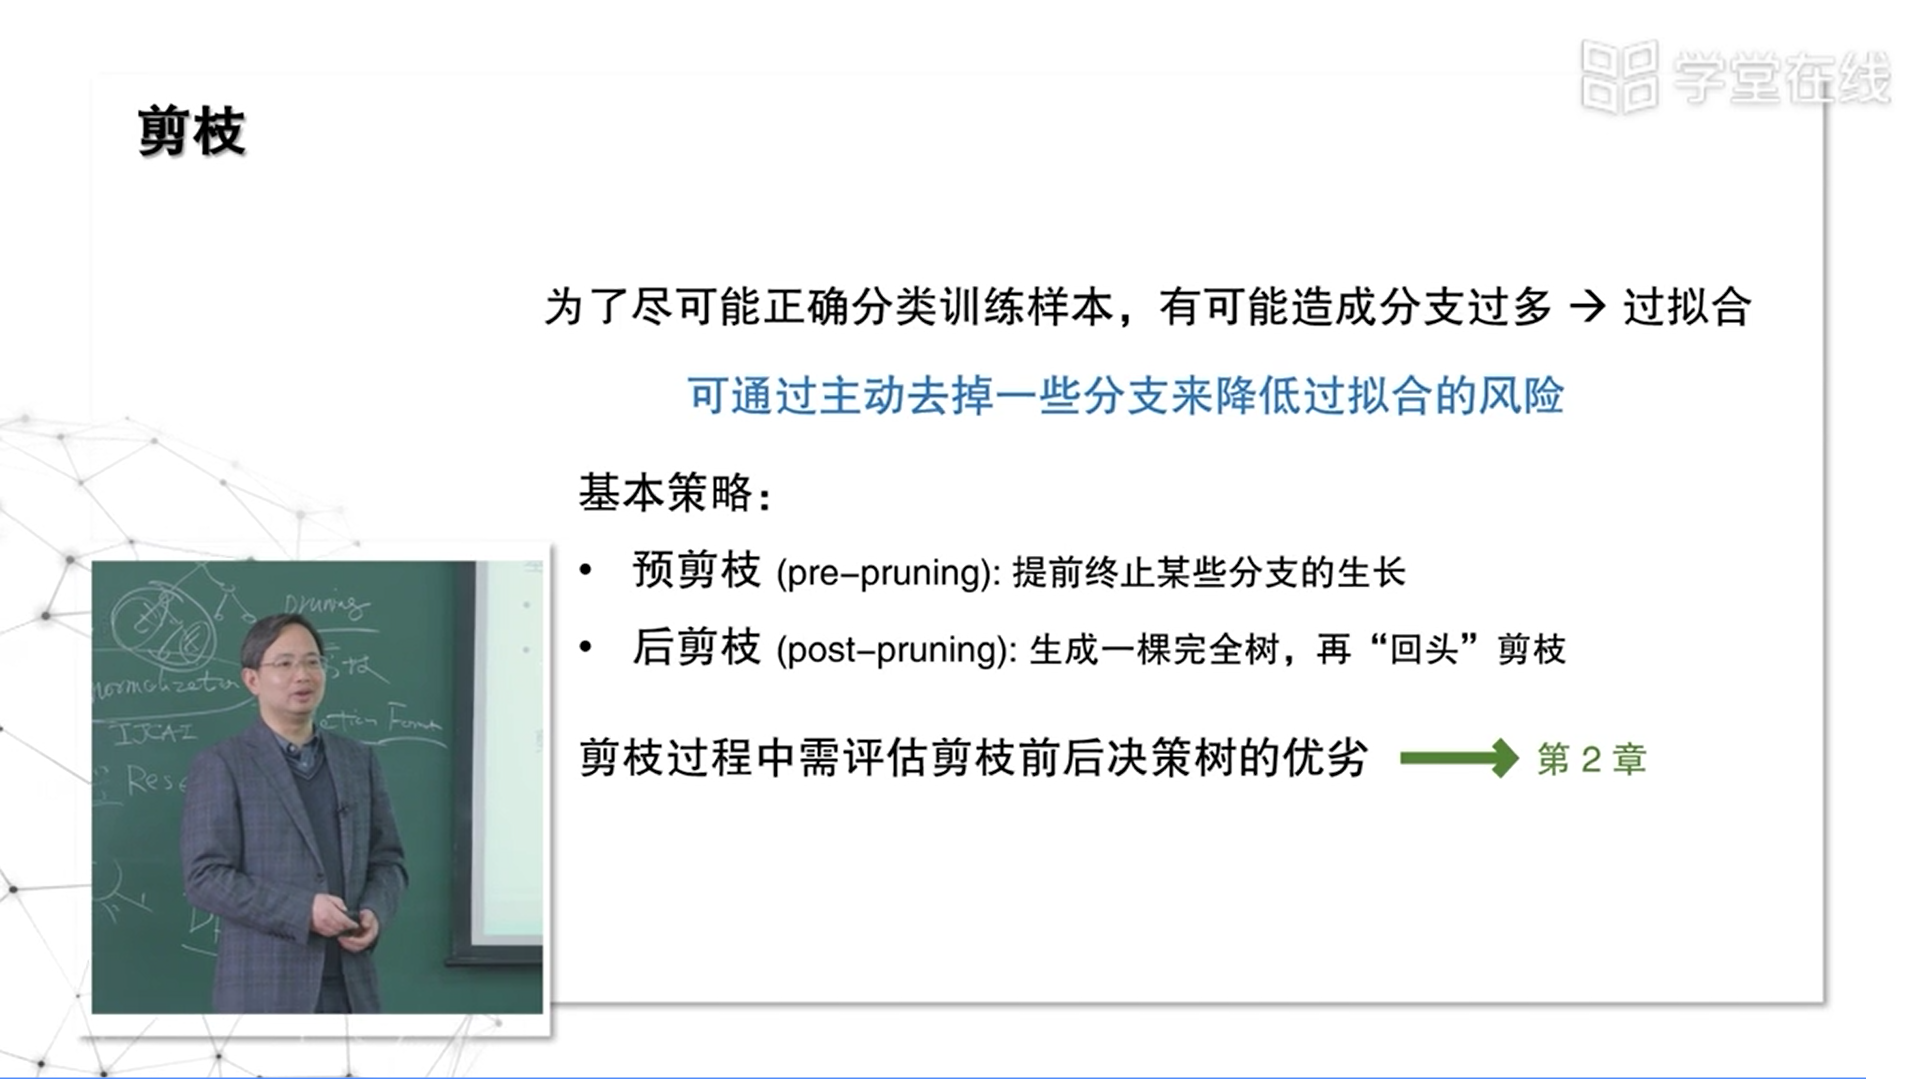 学堂在线
剪枝
为了尽可能正确分类训练样本，有可能造成分支过多 → 过拟合
可通过主动去掉一些分支来降低过拟合的风险
基本策略：
• 预剪枝 (pre-pruning): 提前终止某些分支的生长
• 后剪枝 (post-pruning): 生成一棵完全树，再“回头”剪枝
剪枝过程中需评估剪枝前后决策树的优劣
第 2 章
pruning
IJCAI